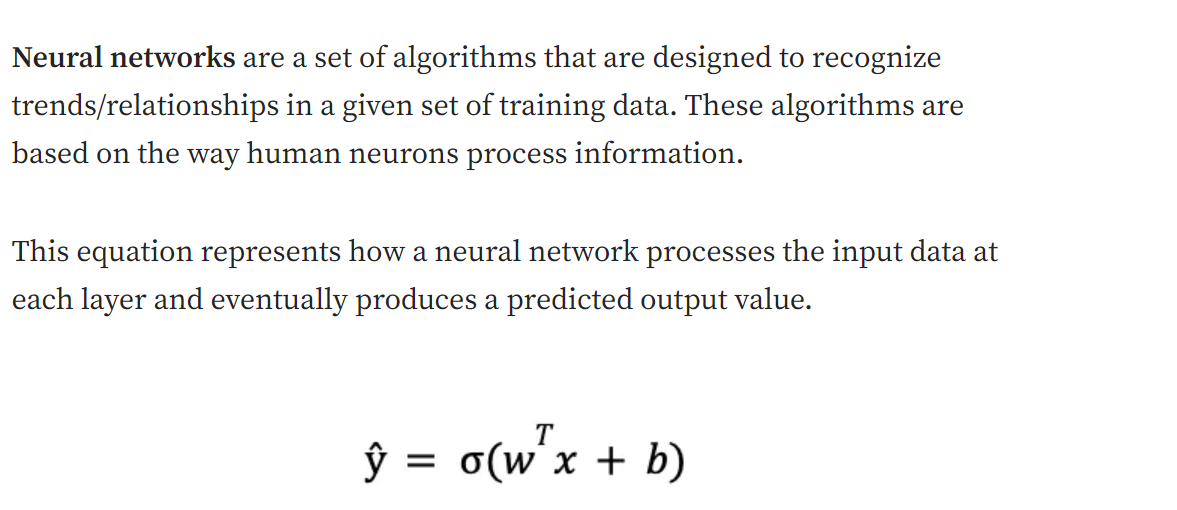 Neural networks are a set of algorithms that are designed to recognize
trends/relationships in a given set of training data. These algorithms are
based on the way human neurons process information.
This equation represents how a neural network processes the input data at
each layer and eventually produces a predicted output value.
ŷ = σ(wᵀx + b)